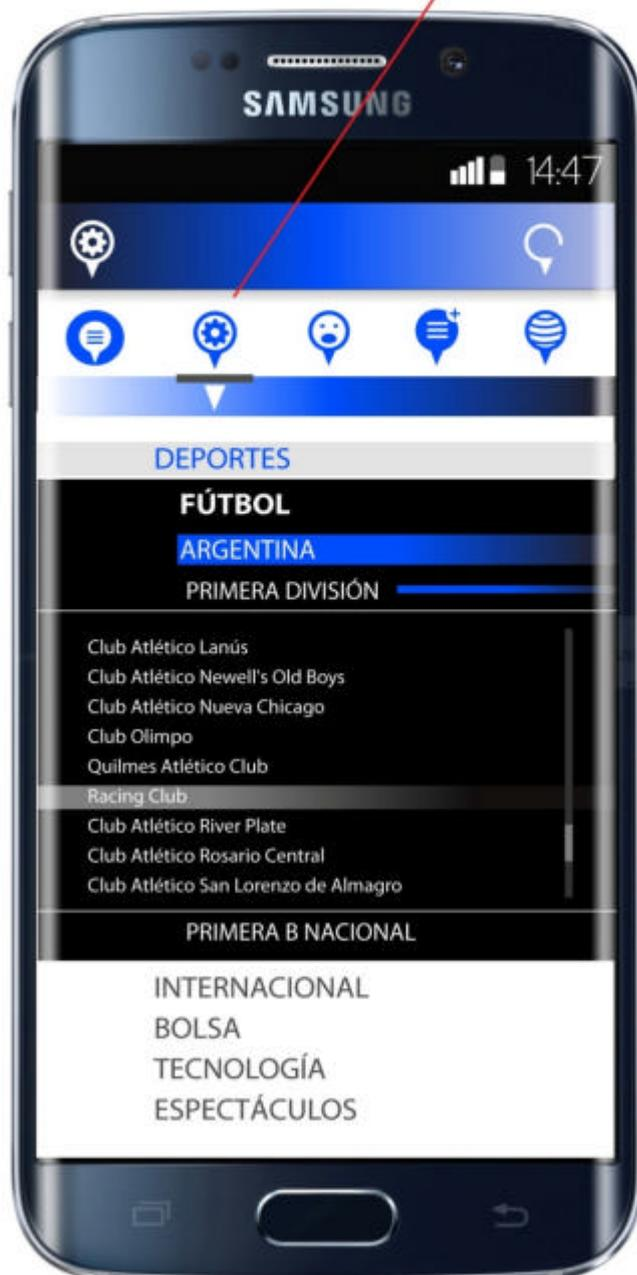 SAMSUNG
14:47
DEPORTES
FÚTBOL
ARGENTINA
PRIMERA DIVISIÓN
Club Atlético Lanús
Club Atlético Newell's Old Boys
Club Atlético Nueva Chicago
Club Olimpo
Quilmes Atlético Club
Racing Club
Club Atlético River Plate
Club Atlético Rosario Central
Club Atlético San Lorenzo de Almagro
PRIMERA B NACIONAL
INTERNACIONAL
BOLSA
TECNOLOGÍA
ESPECTÁCULOS